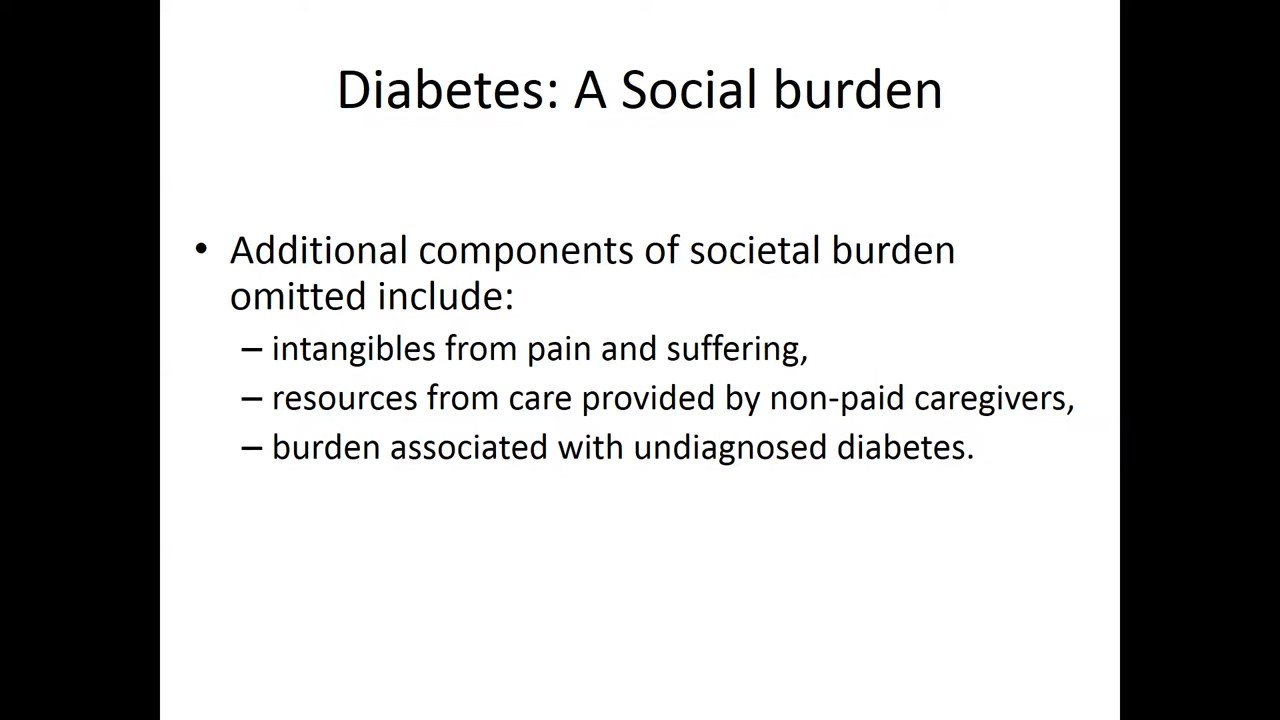 Diabetes: A Social burden
• Additional components of societal burden
omitted include:
– intangibles from pain and suffering,
– resources from care provided by non-paid caregivers,
– burden associated with undiagnosed diabetes.